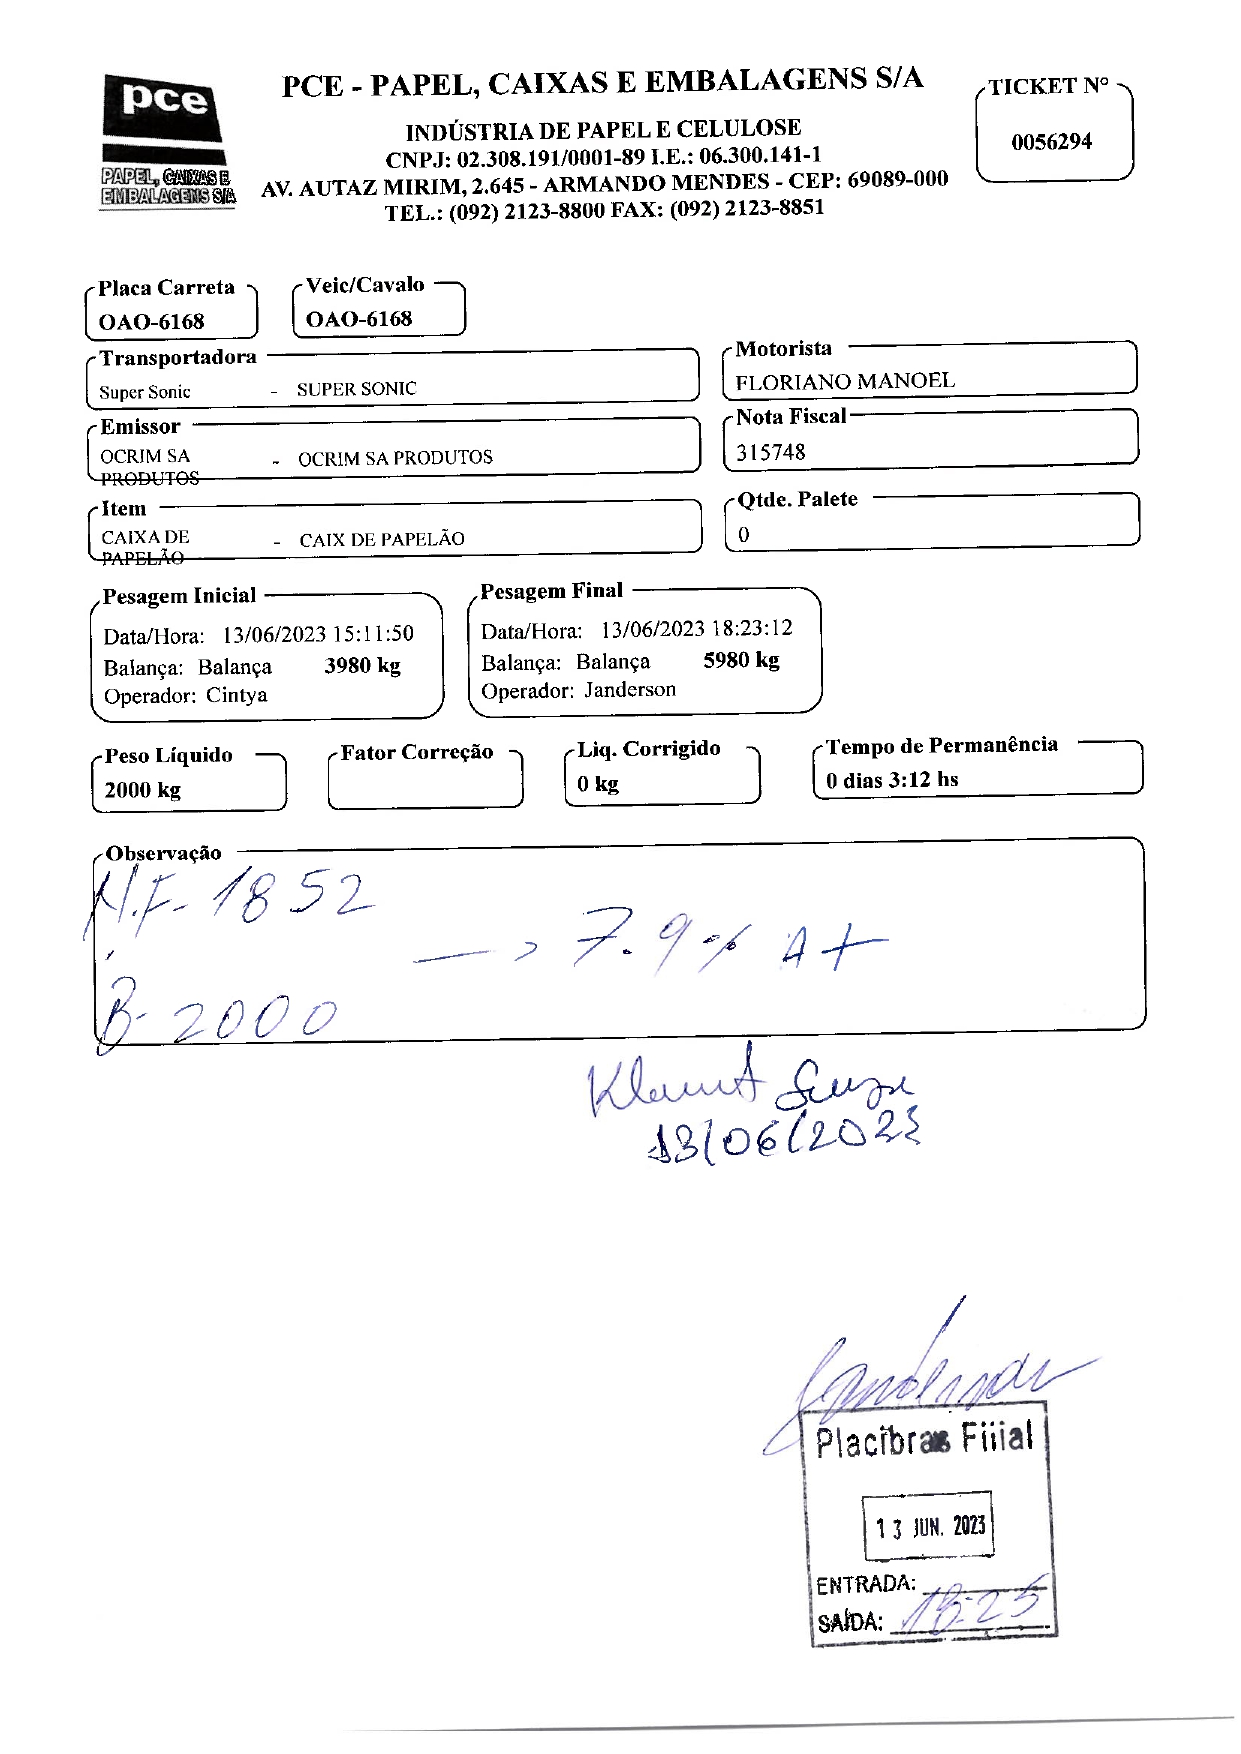 pce
PAPEL, CAIXAS E
EMBALAGENS S/A
PCE - PAPEL, CAIXAS E EMBALAGENS S/A
INDÚSTRIA DE PAPEL E CELULOSE
CNPJ: 02.308.191/0001-89 I.E.: 06.300.141-1
AV. AUTAZ MIRIM, 2.645 - ARMANDO MENDES - CEP: 69089-000
TEL.: (092) 2123-8800 FAX: (092) 2123-8851
TICKET Nº
0056294
Placa Carreta
OAO-6168
Veic/Cavalo
OAO-6168
Transportadora
Super Sonic - SUPER SONIC
Motorista
FLORIANO MANOEL
Emissor
OCRIM SA
PRODUTOS
- OCRIM SA PRODUTOS
Nota Fiscal
315748
Item
CAIXA DE
PAPELÃO
- CAIX DE PAPELÃO
Qtde. Palete
0
Pesagem Inicial
Data/Hora: 13/06/2023 15:11:50
Balança: Balança 3980 kg
Operador: Cintya
Pesagem Final
Data/Hora: 13/06/2023 18:23:12
Balança: Balança 5980 kg
Operador: Janderson
Peso Líquido
2000 kg
Fator Correção
Liq. Corrigido
0 kg
Tempo de Permanência
0 dias 3:12 hs
Observação
N.F- 1852
→ 7.9% A+
B- 2000
13/06/2023
Placibras Filial
13 JUN. 2023
ENTRADA:
SAÍDA: 18:25